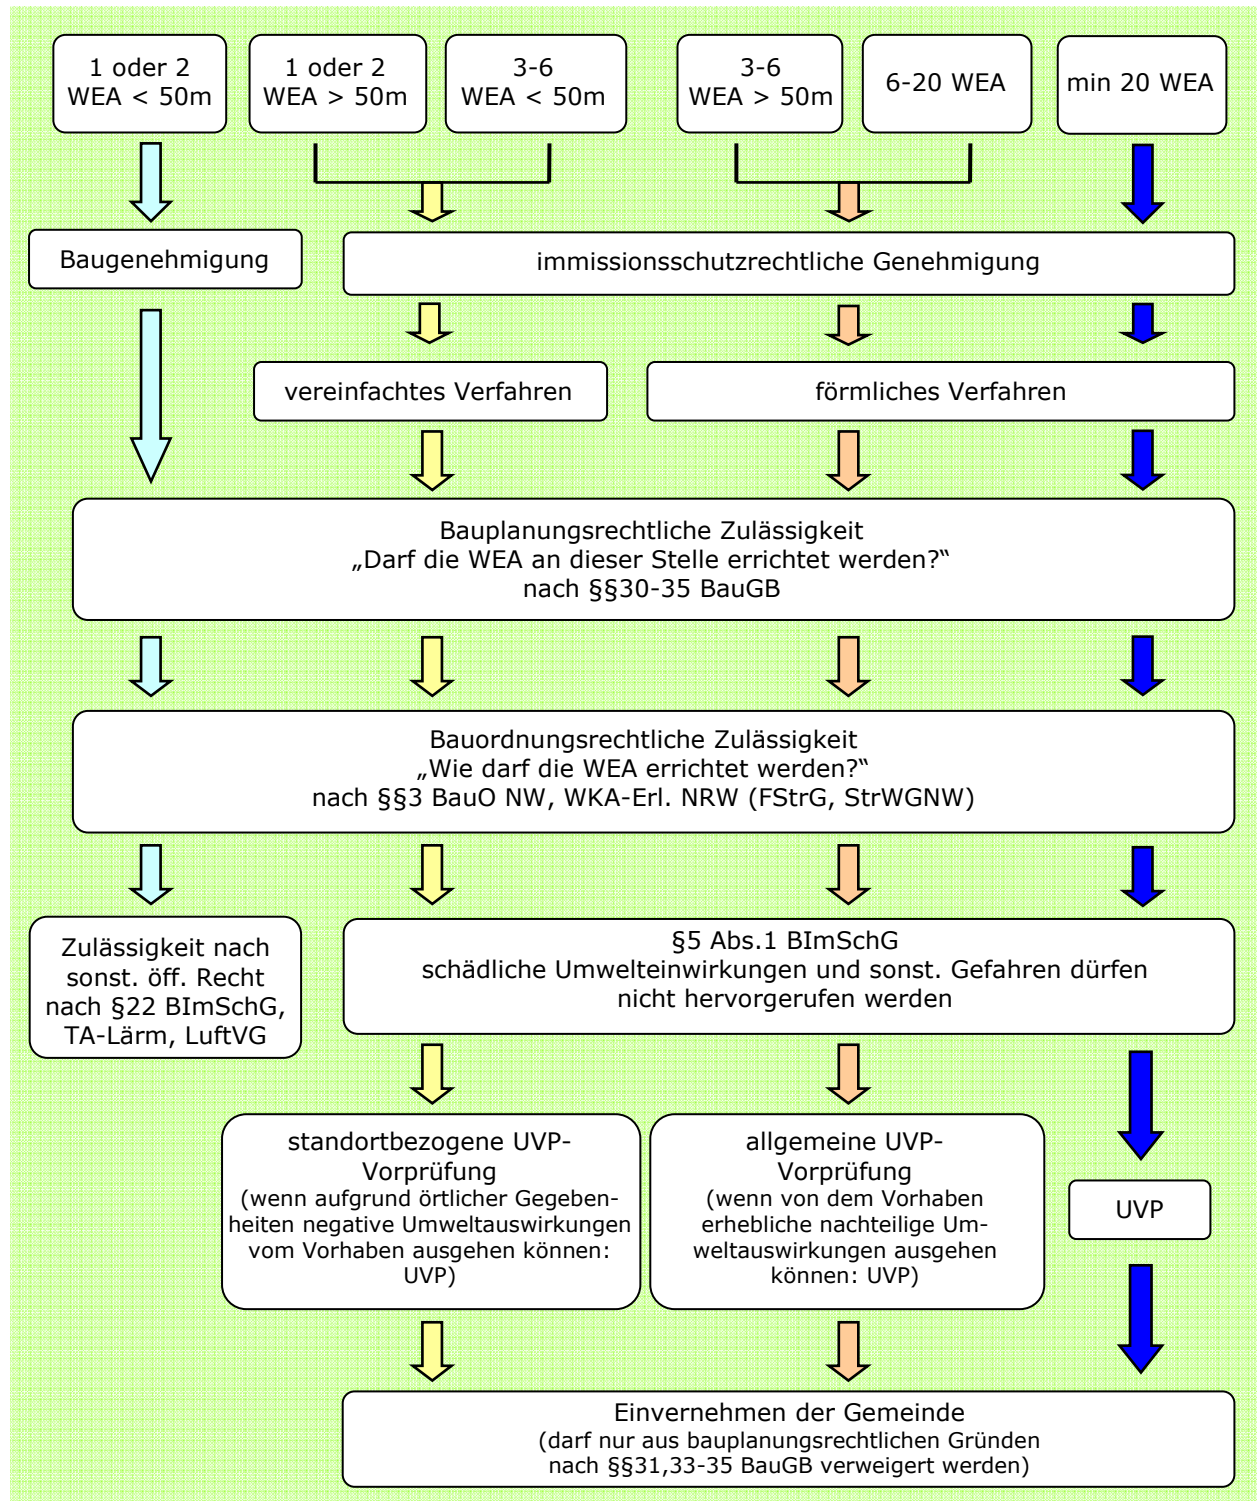 1 oder 2
WEA < 50m
1 oder 2
WEA > 50m
3-6
WEA < 50m
3-6
WEA > 50m
6-20 WEA
min 20 WEA
Baugenehmigung
immissionsschutzrechtliche Genehmigung
vereinfachtes Verfahren
förmliches Verfahren
Bauplanungsrechtliche Zulässigkeit
„Darf die WEA an dieser Stelle errichtet werden?“
nach §§30-35 BauGB
Bauordnungsrechtliche Zulässigkeit
„Wie darf die WEA errichtet werden?“
nach §§3 BauO NW, WKA-Erl. NRW (FStrG, StrWGNW)
Zulässigkeit nach
sonst. öff. Recht
nach §22 BImSchG,
TA-Lärm, LuftVG
§5 Abs.1 BImSchG
schädliche Umwelteinwirkungen und sonst. Gefahren dürfen
nicht hervorgerufen werden
standortbezogene UVP-
Vorprüfung
(wenn aufgrund örtlicher Gegeben-
heiten negative Umweltauswirkungen
vom Vorhaben ausgehen können:
UVP)
allgemeine UVP-
Vorprüfung
(wenn von dem Vorhaben
erhebliche nachteilige Um-
weltauswirkungen ausgehen
können: UVP)
UVP
Einvernehmen der Gemeinde
(darf nur aus bauplanungsrechtlichen Gründen
nach §§31,33-35 BauGB verweigert werden)